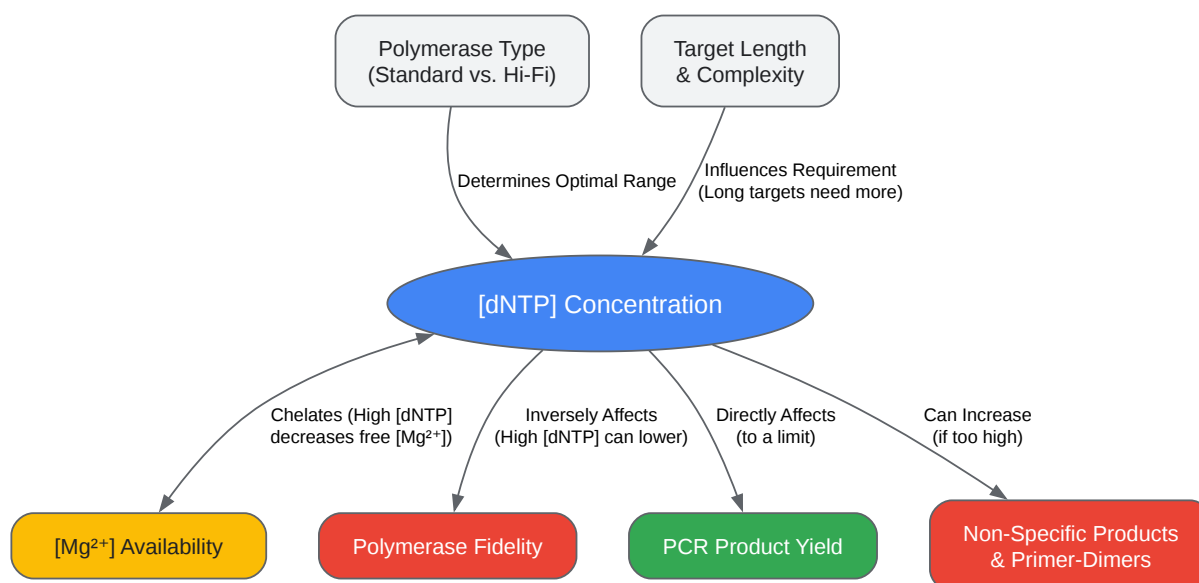 Polymerase Type
(Standard vs. Hi-Fi)
Target Length
& Complexity
Determines Optimal Range
Influences Requirement
(Long targets need more)
[dNTP] Concentration
Chelates (High [dNTP]
decreases free [Mg²⁺])
Inversely Affects
(High [dNTP] can lower)
Directly Affects
(to a limit)
Can Increase
(if too high)
[Mg²⁺] Availability
Polymerase Fidelity
PCR Product Yield
Non-Specific Products
& Primer-Dimers